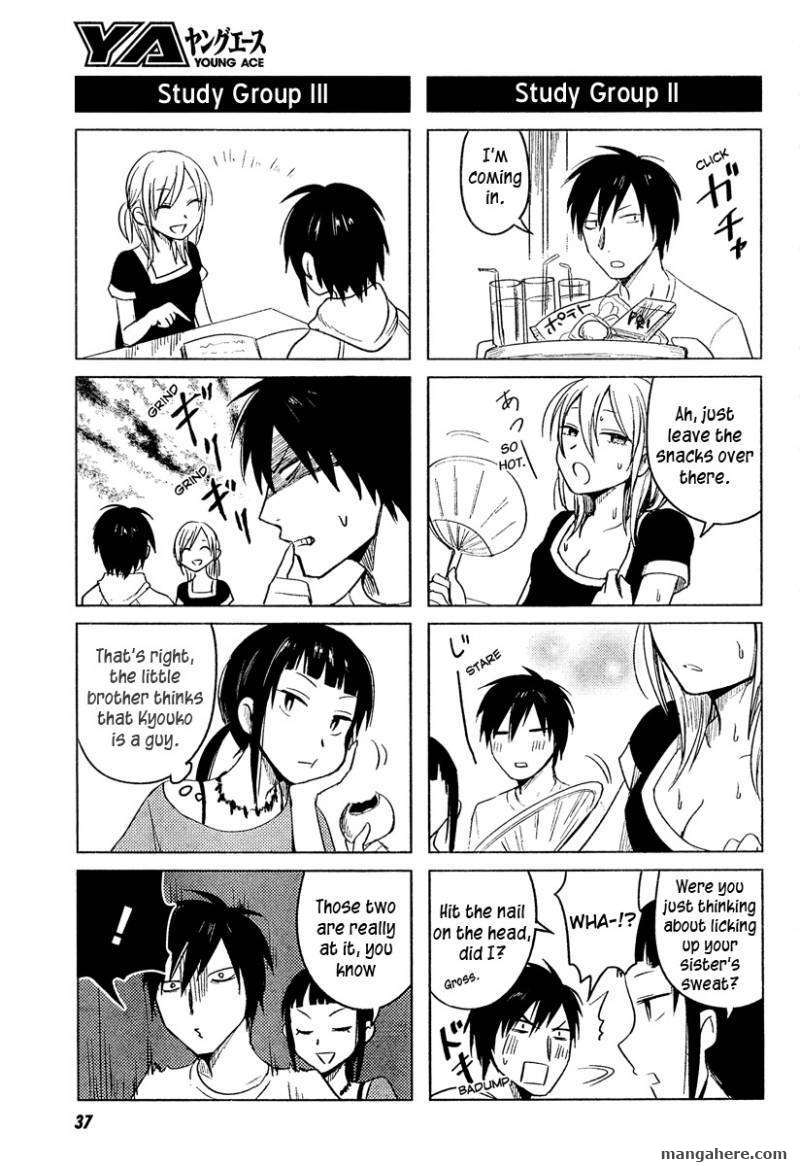 YA
ヤングエース
YOUNG ACE
Study Group II
I'm
coming
in.
CLICK
ガチャ
ポテト
Ah, just
leave the
snacks over
there.
あっ
SO
HOT.
じ
STARE
Were you
just thinking
about licking
up your
sister's
sweat?
WHA-!?
Hit the nail
on the head,
did I?
Gross.
ドキ
BADUMP
Study Group III
GRIND
ギリ
GRIND
ギ
That's right,
the little
brother thinks
that Kyouko
is a guy.
Those two
are really
at it, you
know
!
37
mangahere.com